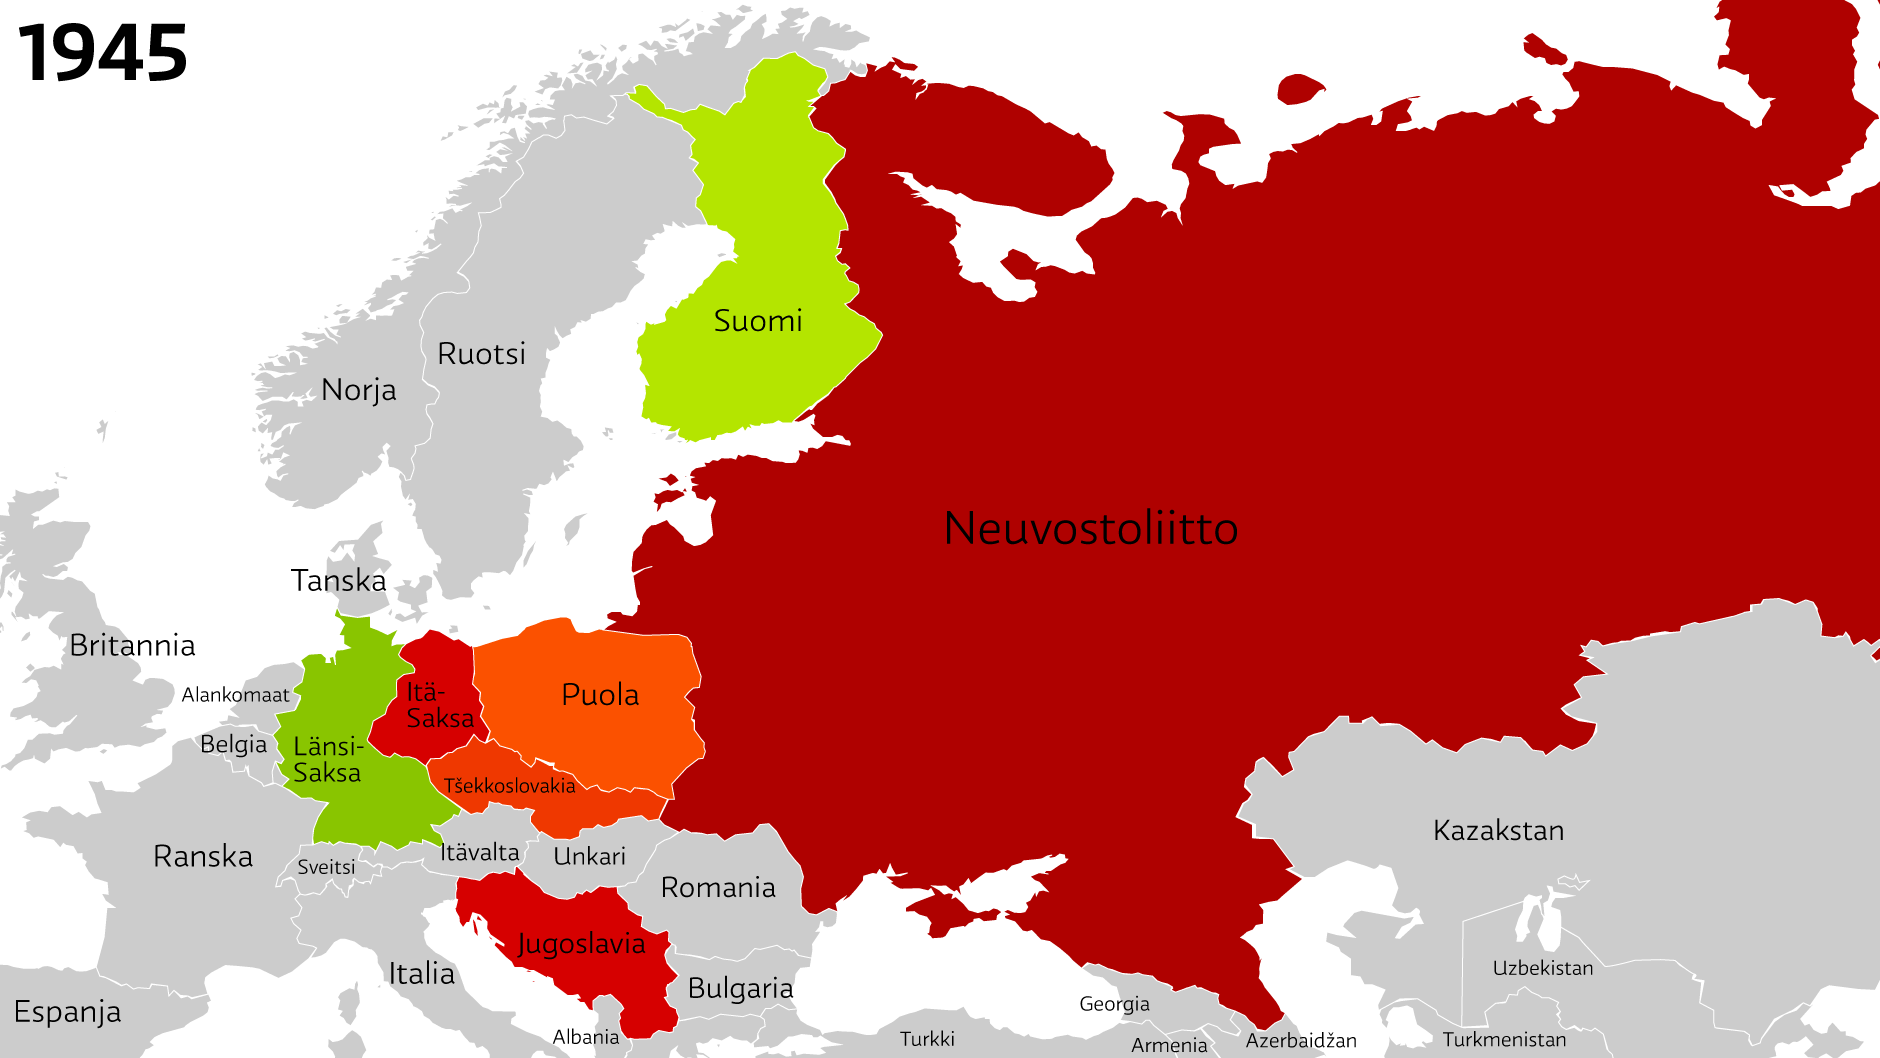 1945
Suomi
Ruotsi
Norja
Neuvostoliitto
Tanska
Britannia
Alankomaat
Itä-
Saksa
Puola
Belgia
Länsi-
Saksa
Tšekkoslovakia
Kazakstan
Ranska
Sveitsi
Itävalta
Unkari
Romania
Jugoslavia
Italia
Bulgaria
Uzbekistan
Espanja
Georgia
Albania
Turkki
Armenia
Azerbaidžan
Turkmenistan